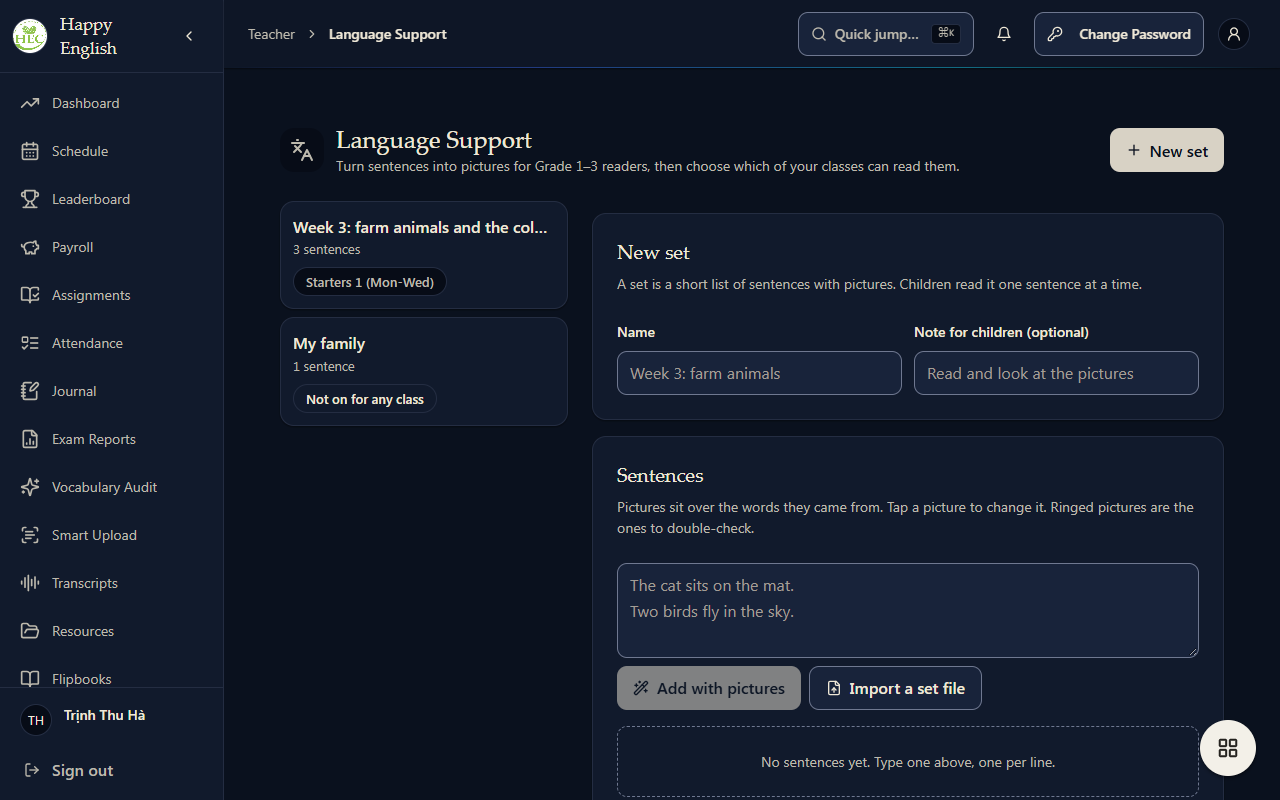 HEC
Happy
English
Dashboard
Schedule
Leaderboard
Payroll
Assignments
Attendance
Journal
Exam Reports
Vocabulary Audit
Smart Upload
Transcripts
Resources
Flipbooks
TH
Trịnh Thu Hà
Sign out
Teacher
Language Support
Quick jump...
⌘K
Change Password
Language Support
Turn sentences into pictures for Grade 1–3 readers, then choose which of your classes can read them.
+ New set
Week 3: farm animals and the col...
3 sentences
Starters 1 (Mon-Wed)
My family
1 sentence
Not on for any class
New set
A set is a short list of sentences with pictures. Children read it one sentence at a time.
Name
Note for children (optional)
Week 3: farm animals
Read and look at the pictures
Sentences
Pictures sit over the words they came from. Tap a picture to change it. Ringed pictures are the
ones to double-check.
The cat sits on the mat.
Two birds fly in the sky.
Add with pictures
Import a set file
No sentences yet. Type one above, one per line.